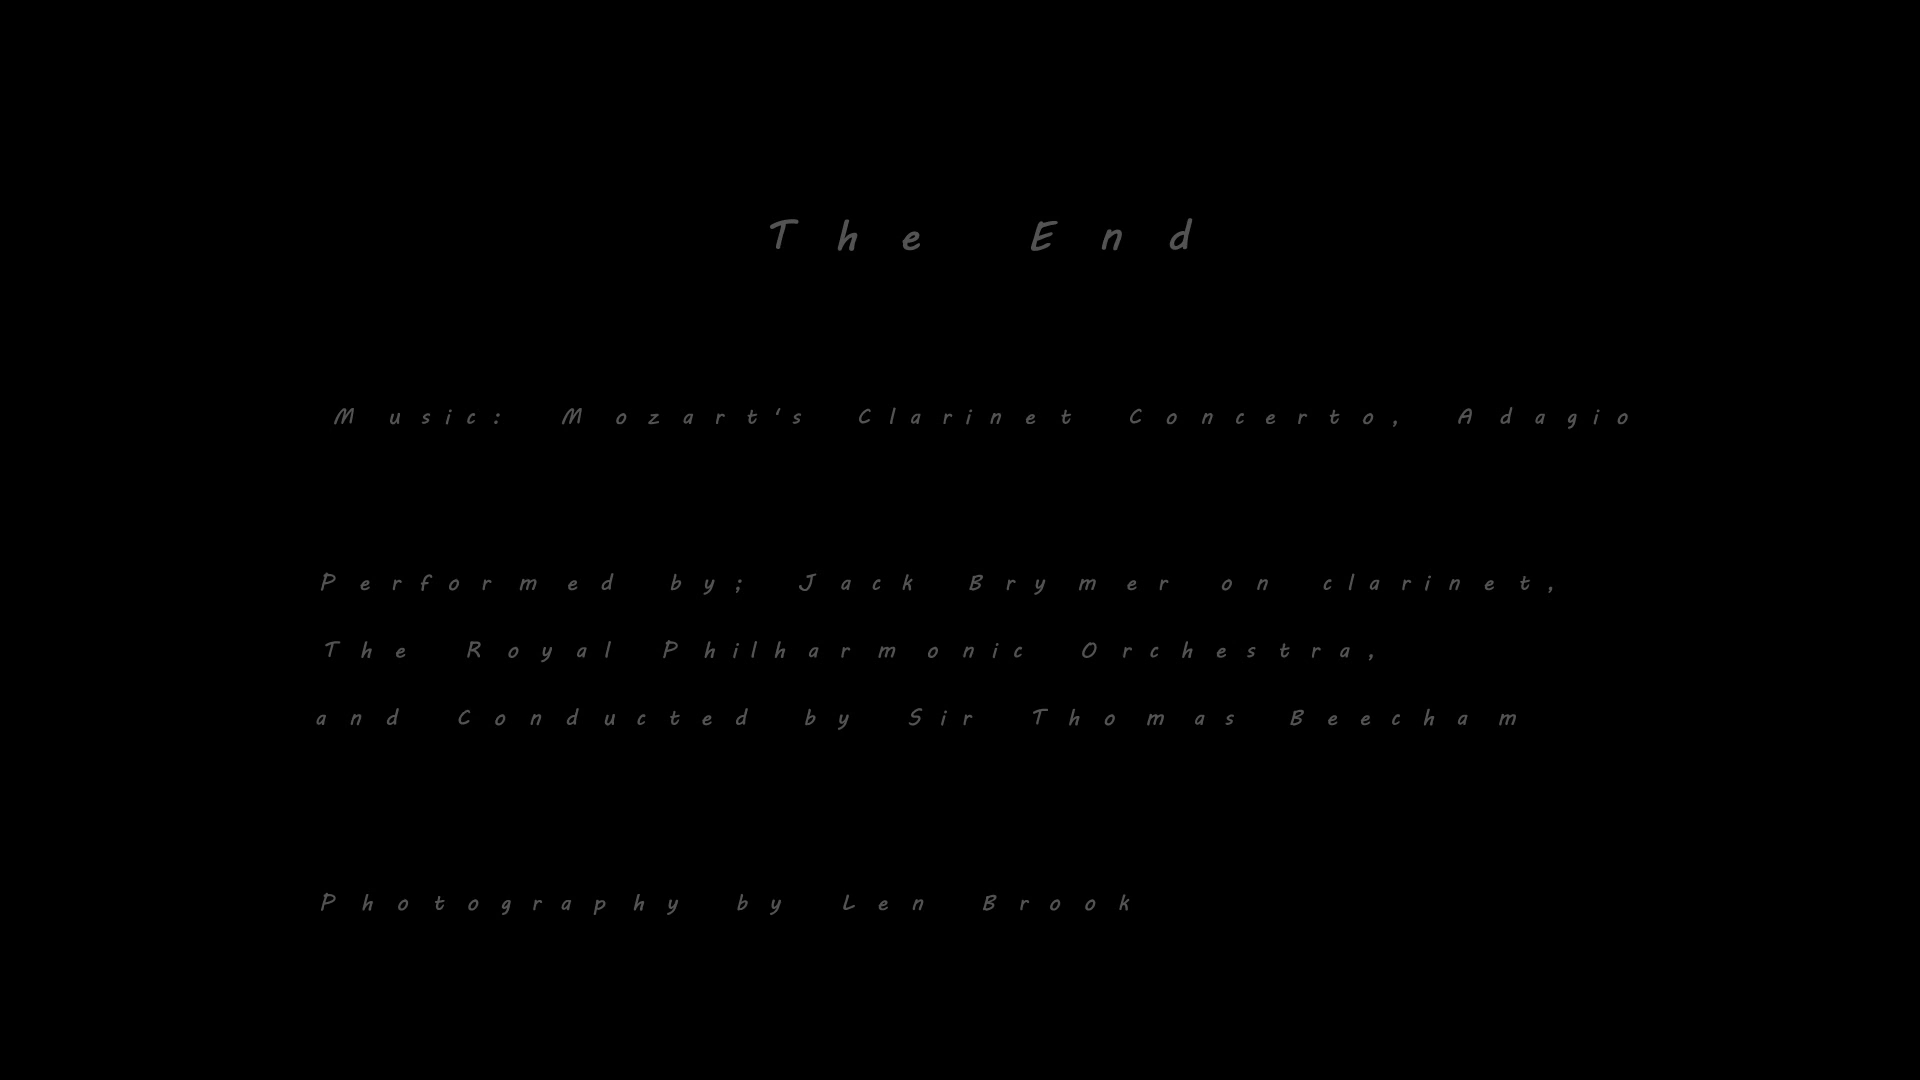 The End
Music: Mozart's Clarinet Concerto, Adagio
Performed by; Jack Brymer on clarinet,
The Royal Philharmonic Orchestra,
and Conducted by Sir Thomas Beecham
Photography by Len Brook